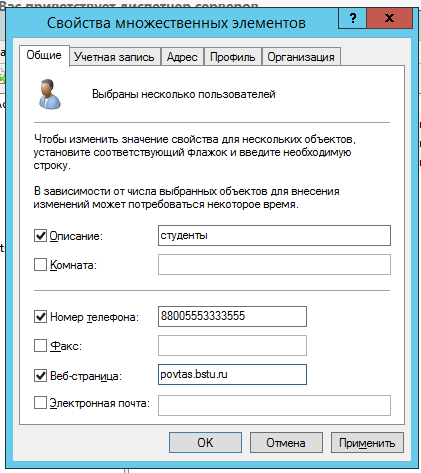 Вас приветствует диспетчер серверов
Свойства множественных элементов
?
Общие
Учетная запись
Адрес
Профиль
Организация
Выбраны несколько пользователей
Чтобы изменить значение свойства для нескольких объектов,
установите соответствующий флажок и введите необходимую
строку.
В зависимости от числа выбранных объектов для внесения
изменений может потребоваться некоторое время.
Описание: студенты
Комната:
Номер телефона: 88005553333555
Факс:
Веб-страница: povtas.bstu.ru
Электронная почта:
OK Отмена Применить